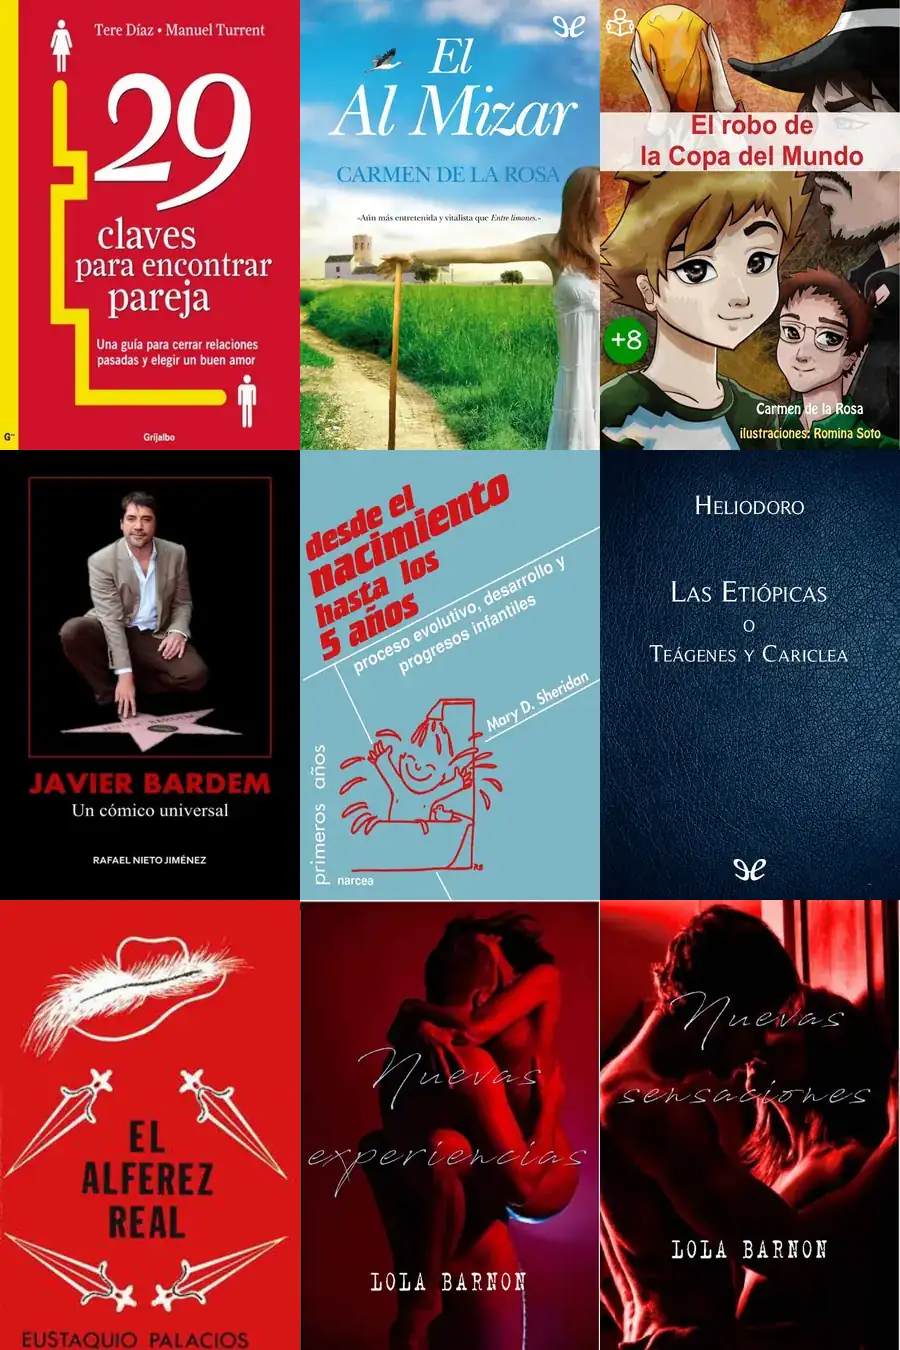 Tere Díaz • Manuel Turrent
29
claves
para encontrar
pareja
Una guía para cerrar relaciones
pasadas y elegir un buen amor
Grijalbo
El
Al Mizar
CARMEN DE LA ROSA
«Aún más entretenida y vitalista que Entre limones.»
El robo de
la Copa del Mundo
+8
Carmen de la Rosa
ilustraciones: Romina Soto
JAVIER BARDEM
JAVIER BARDEM
Un cómico universal
RAFAEL NIETO JIMÉNEZ
desde el
nacimiento
hasta los
5 años
proceso evolutivo, desarrollo y
progresos infantiles
Mary D. Sheridan
primeros años
narcea
HELIODORO
LAS ETIÓPICAS
O
TEÁGENES Y CARICLEA
EL
ALFEREZ
REAL
EUSTAQUIO PALACIOS
Nuevas
experiencias
LOLA BARNON
Nuevas
sensaciones
LOLA BARNON